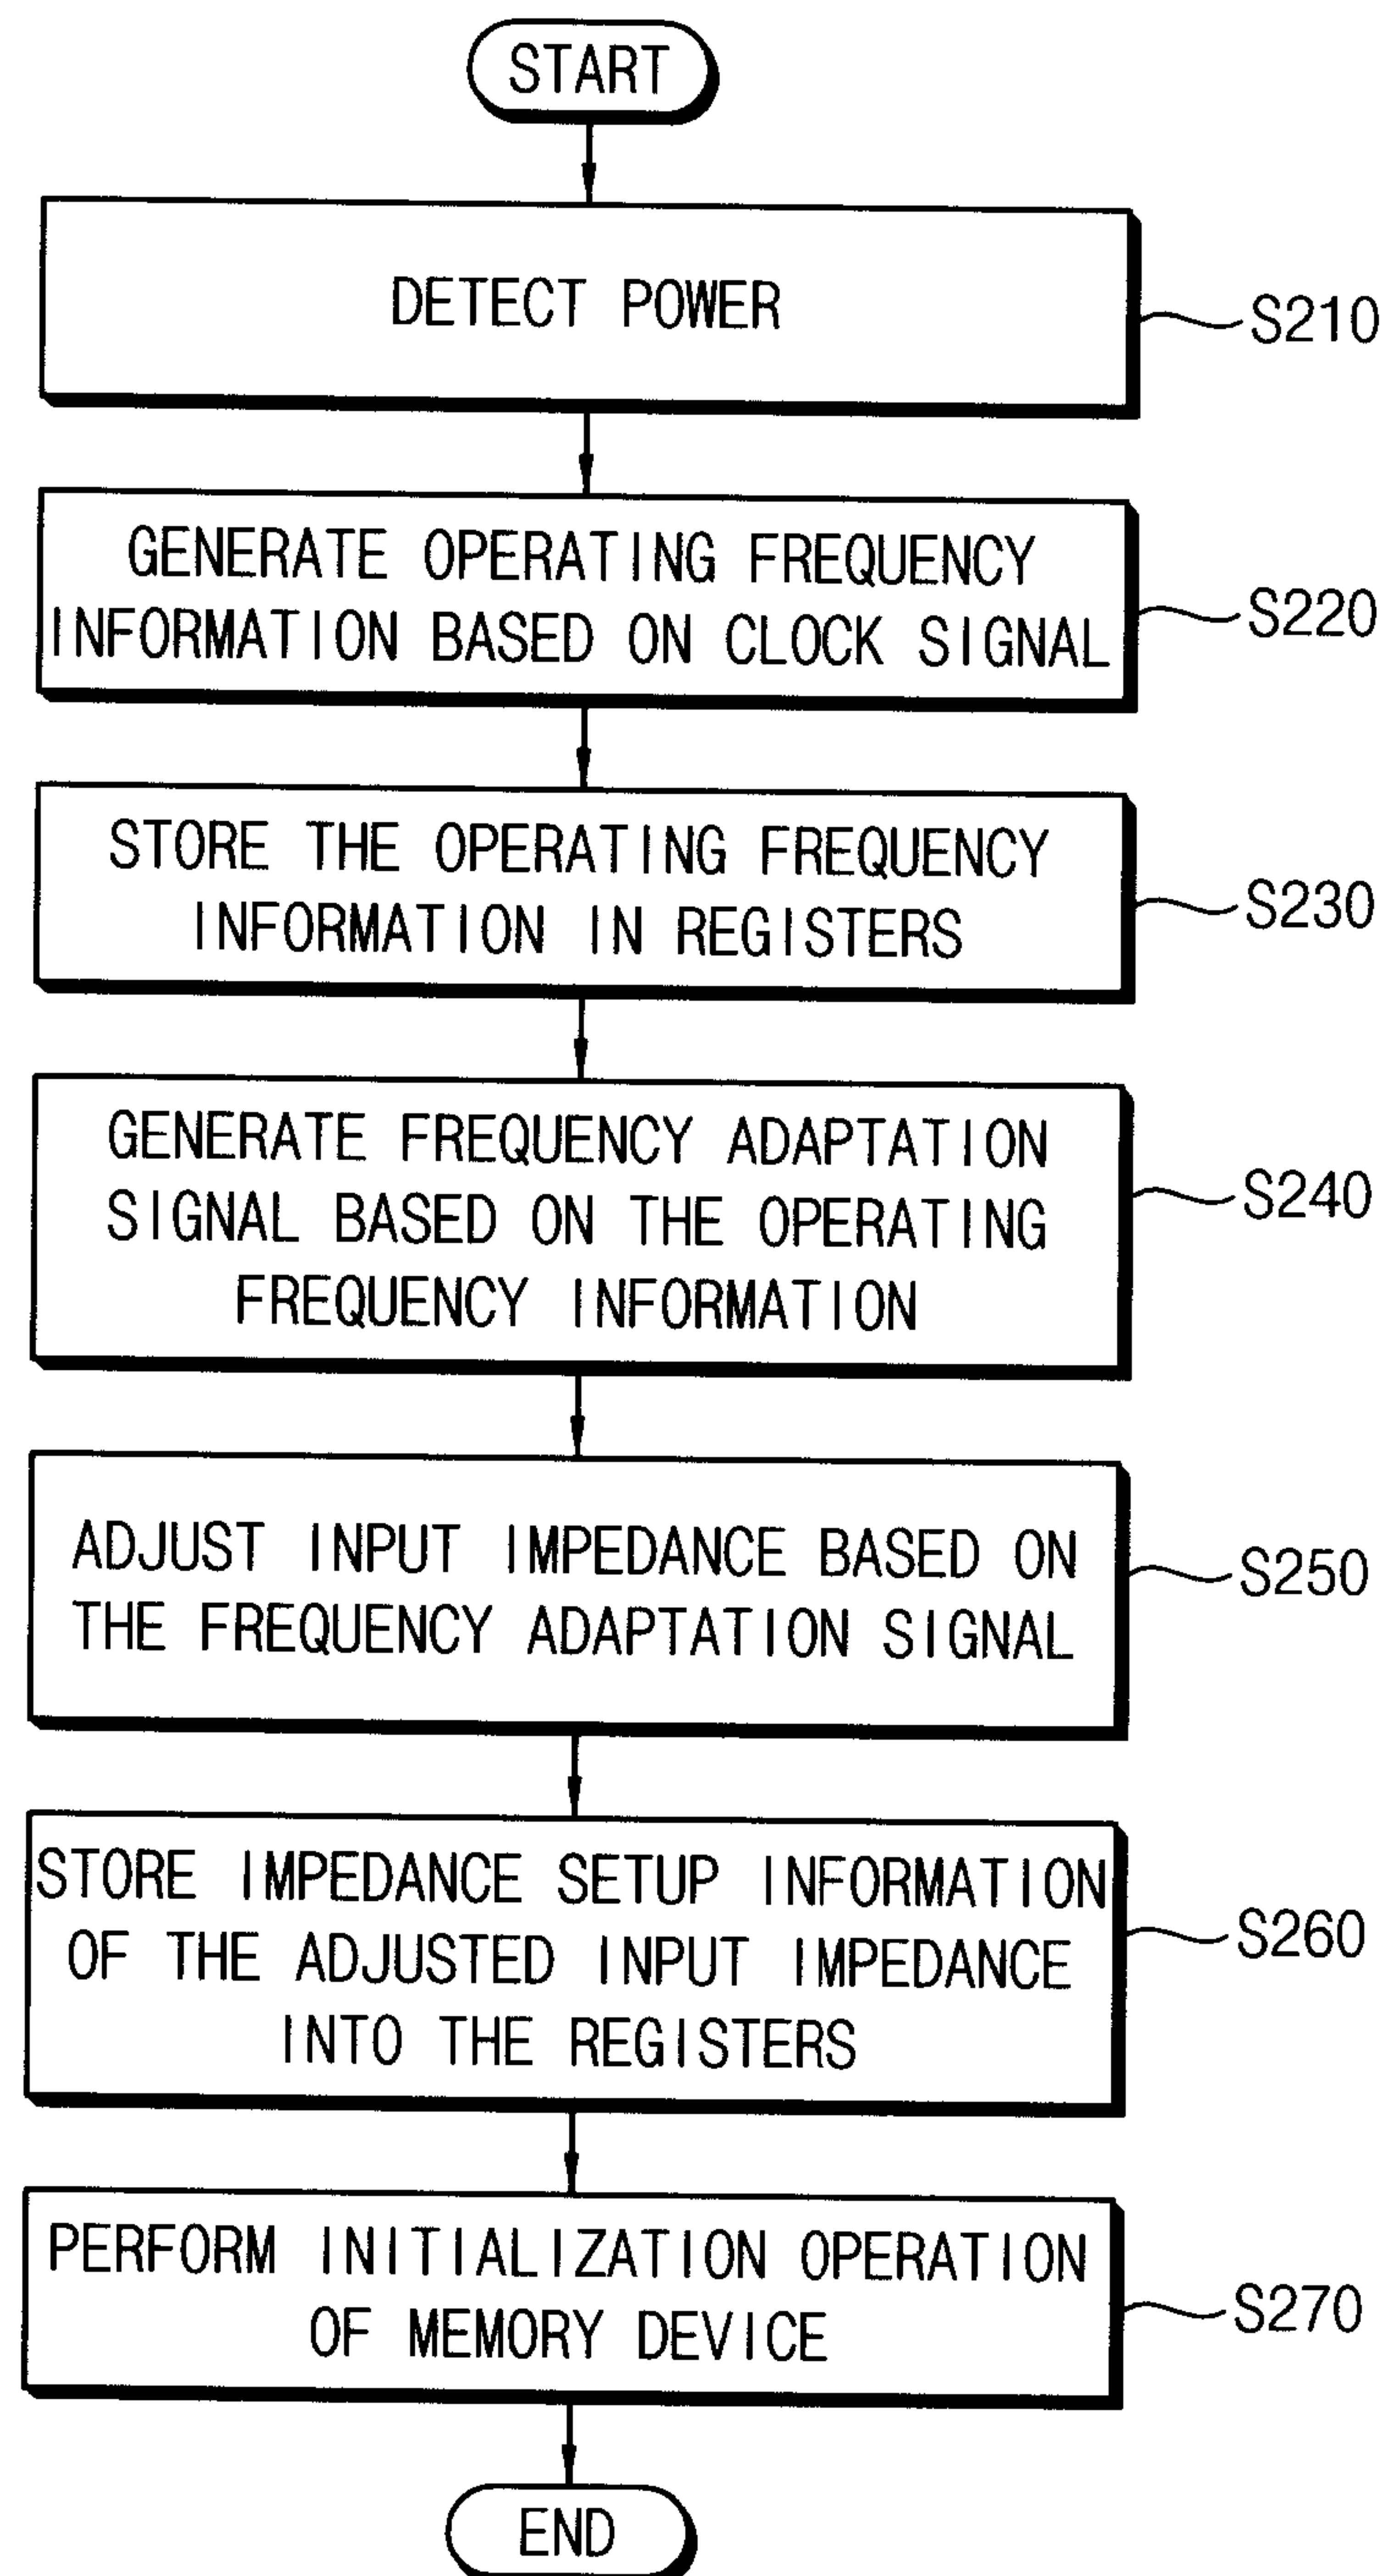 START
DETECT POWER
S210
GENERATE OPERATING FREQUENCY
INFORMATION BASED ON CLOCK SIGNAL
S220
STORE THE OPERATING FREQUENCY
INFORMATION IN REGISTERS
S230
GENERATE FREQUENCY ADAPTATION
SIGNAL BASED ON THE OPERATING
FREQUENCY INFORMATION
S240
ADJUST INPUT IMPEDANCE BASED ON
THE FREQUENCY ADAPTATION SIGNAL
S250
STORE IMPEDANCE SETUP INFORMATION
OF THE ADJUSTED INPUT IMPEDANCE
INTO THE REGISTERS
S260
PERFORM INITIALIZATION OPERATION
OF MEMORY DEVICE
S270
END